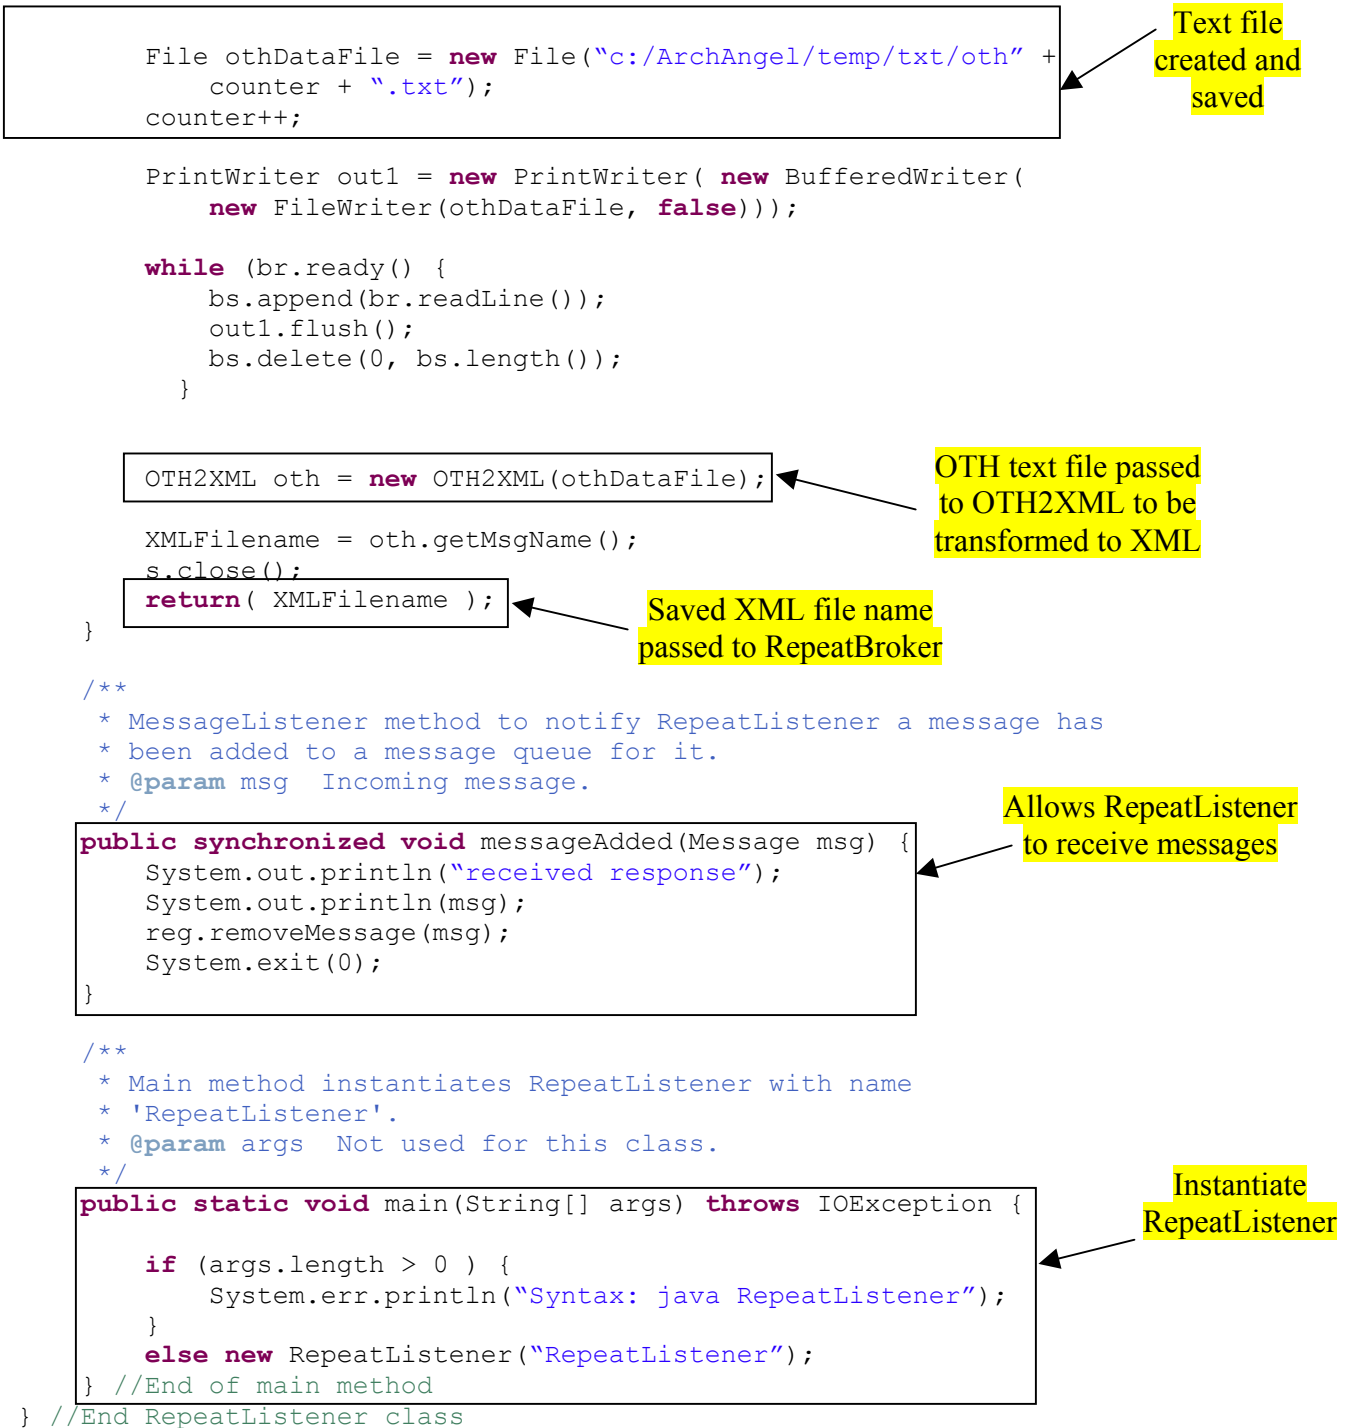 File othDataFile = new File(“c:/ArchAngel/temp/txt/oth” +
counter + “.txt”);
counter++;
Text file
created and
saved
PrintWriter out1 = new PrintWriter( new BufferedWriter(
new FileWriter(othDataFile, false)));
while (br.ready() {
bs.append(br.readLine());
out1.flush();
bs.delete(0, bs.length());
}
OTH2XML oth = new OTH2XML(othDataFile);
OTH text file passed
to OTH2XML to be
transformed to XML
XMLFilename = oth.getMsgName();
s.close();
return( XMLFilename );
Saved XML file name
passed to RepeatBroker
}
/**
* MessageListener method to notify RepeatListener a message has
* been added to a message queue for it.
* @param msg  Incoming message.
*/
Allows RepeatListener
to receive messages
public synchronized void messageAdded(Message msg) {
System.out.println(“received response”);
System.out.println(msg);
reg.removeMessage(msg);
System.exit(0);
}
/**
* Main method instantiates RepeatListener with name
* 'RepeatListener'.
* @param args  Not used for this class.
*/
Instantiate
RepeatListener
public static void main(String[] args) throws IOException {
if (args.length > 0 ) {
System.err.println(“Syntax: java RepeatListener”);
}
else new RepeatListener(“RepeatListener”);
} //End of main method
} //End RepeatListener class